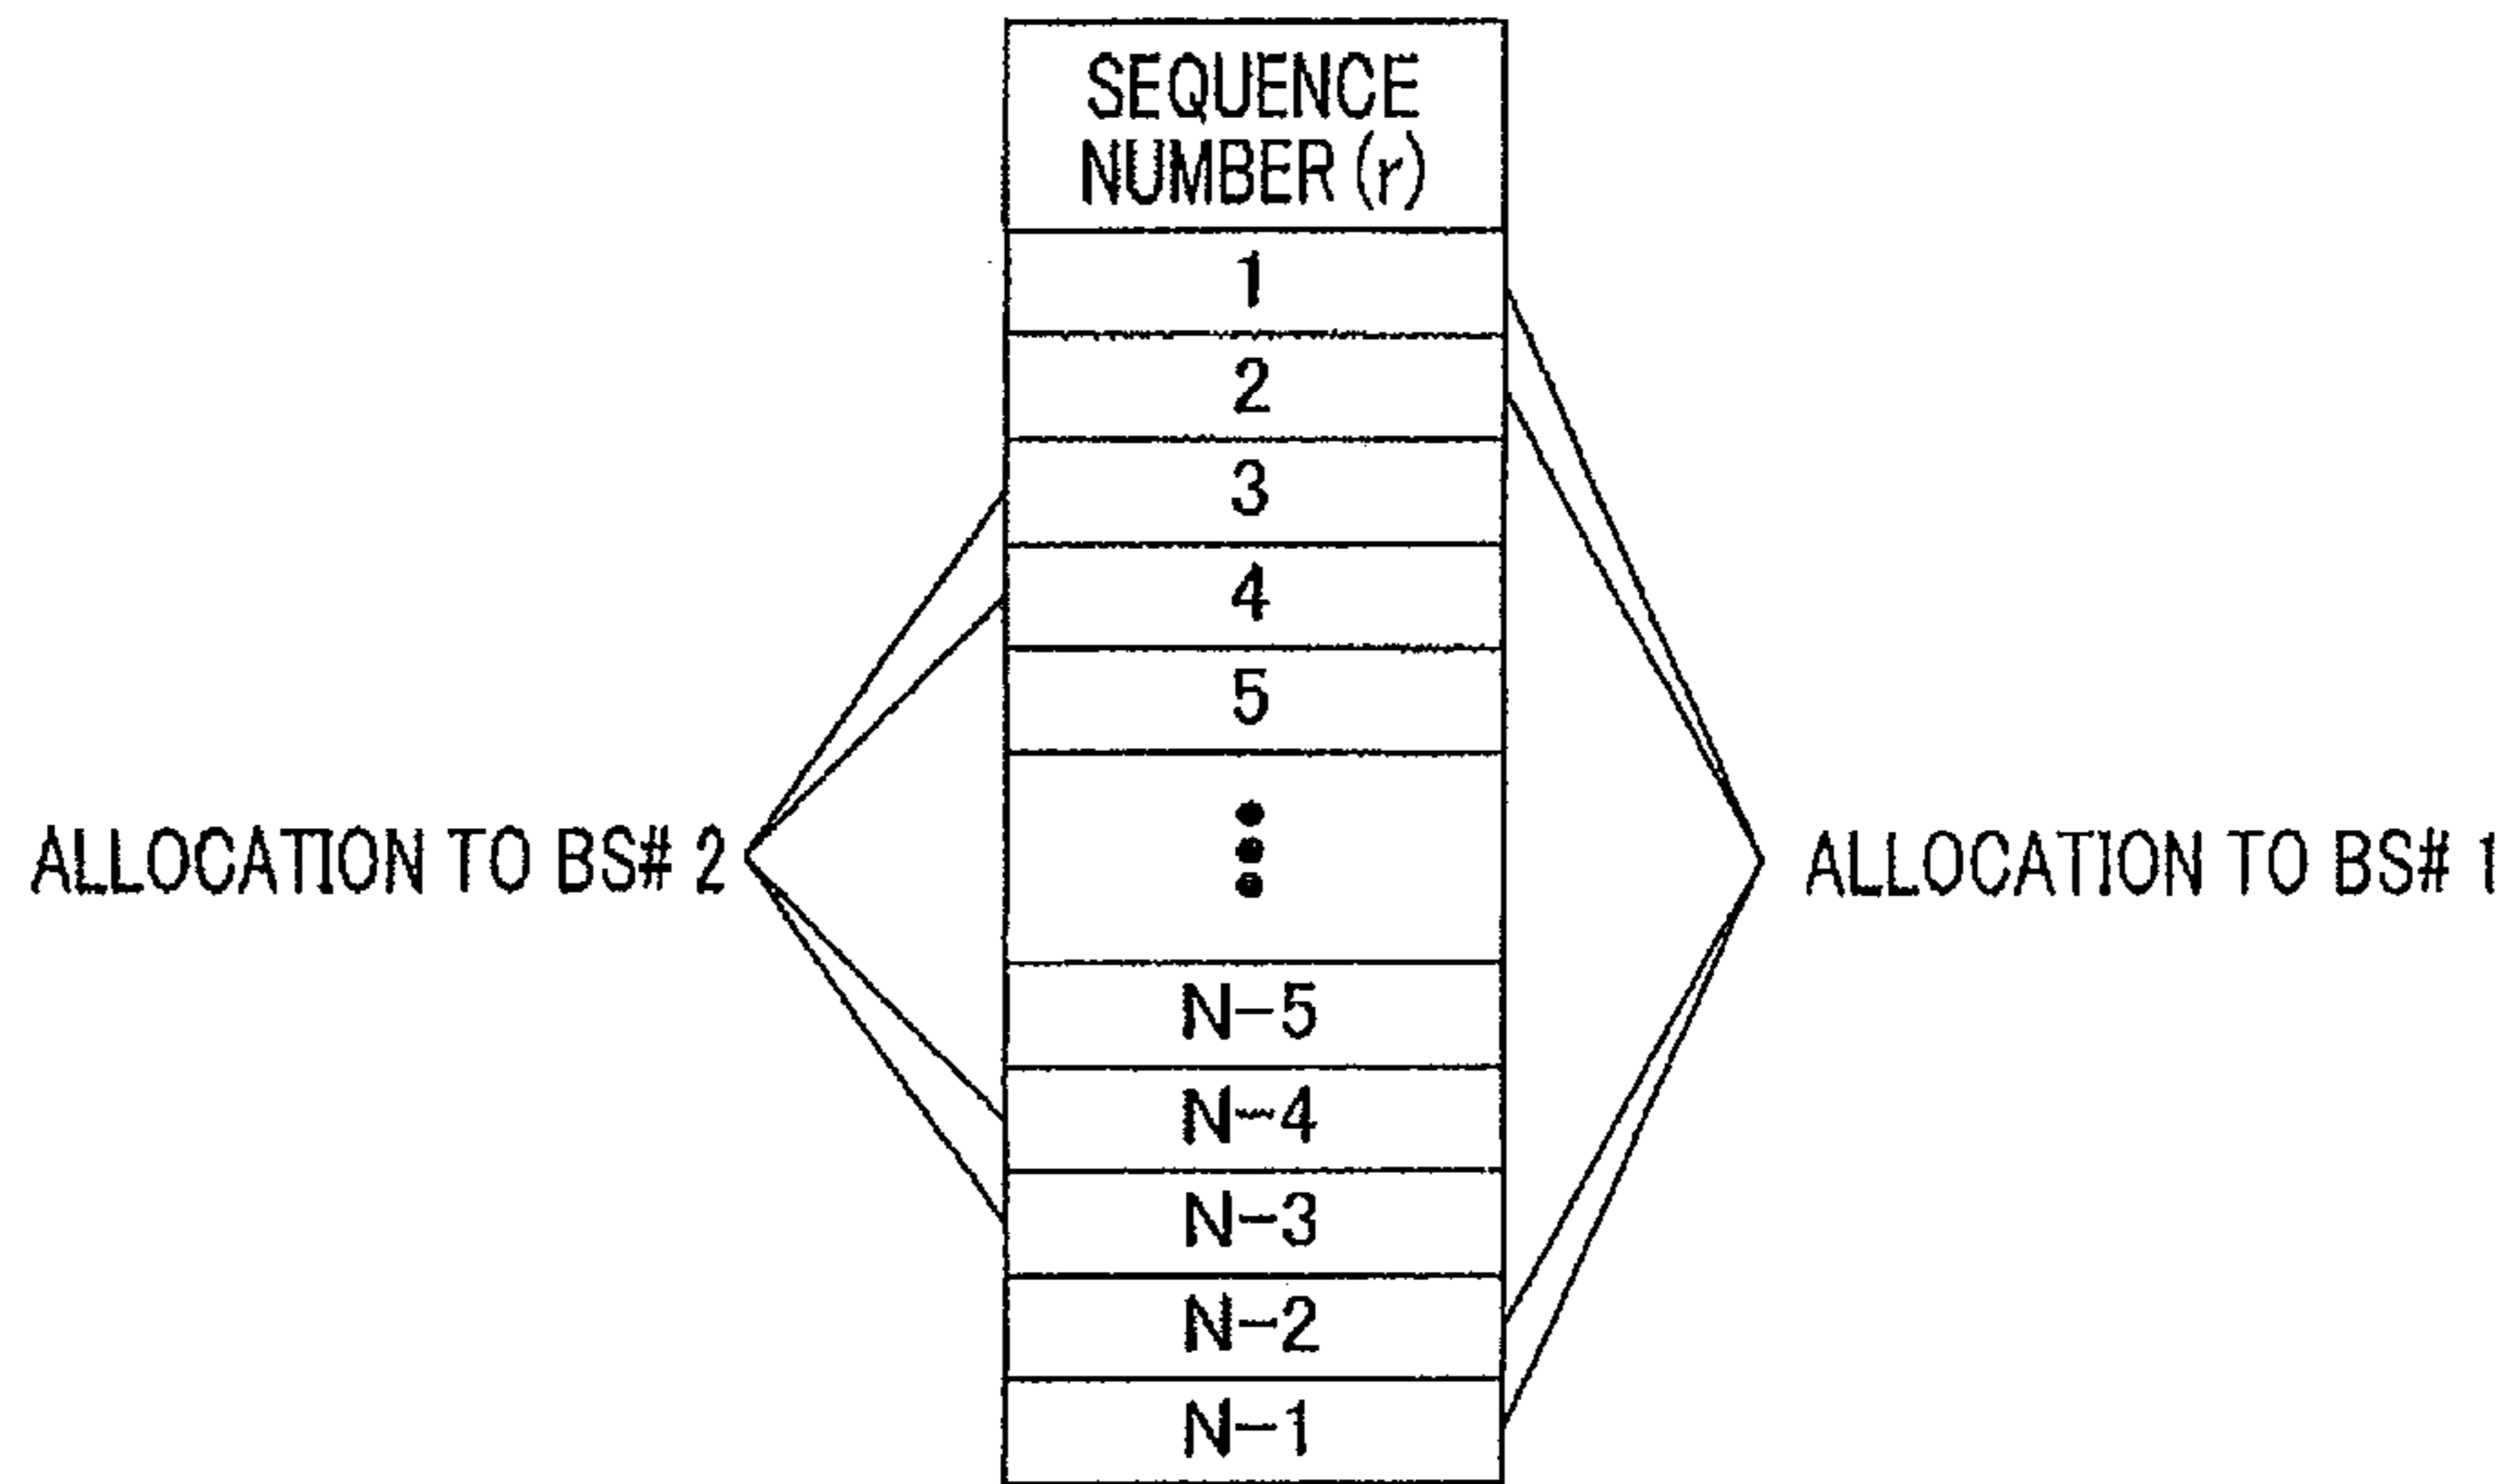 SEQUENCE
NUMBER (r)
1
2
3
4
5
ALLOCATION TO BS# 2
ALLOCATION TO BS# 1
N-5
N-4
N-3
N-2
N-1